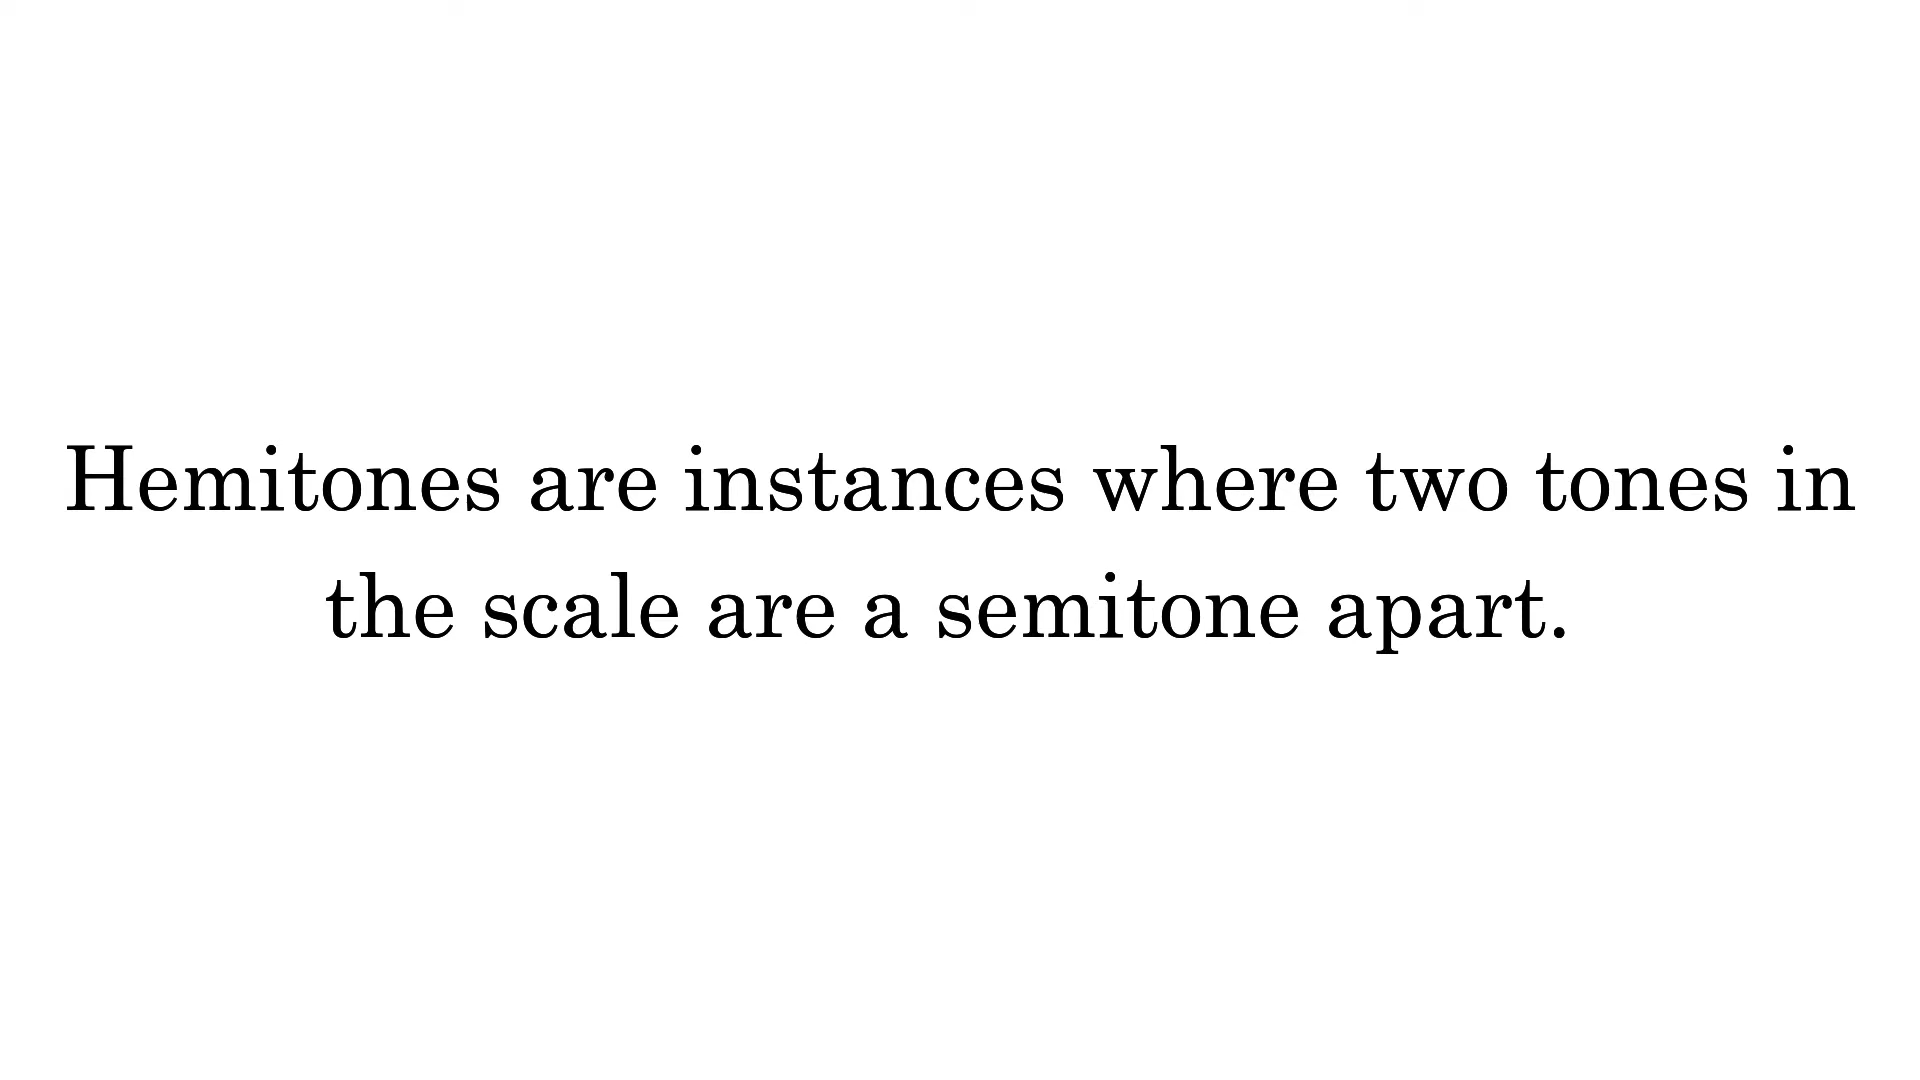 Hemitones are instances where two tones in
the scale are a semitone apart.